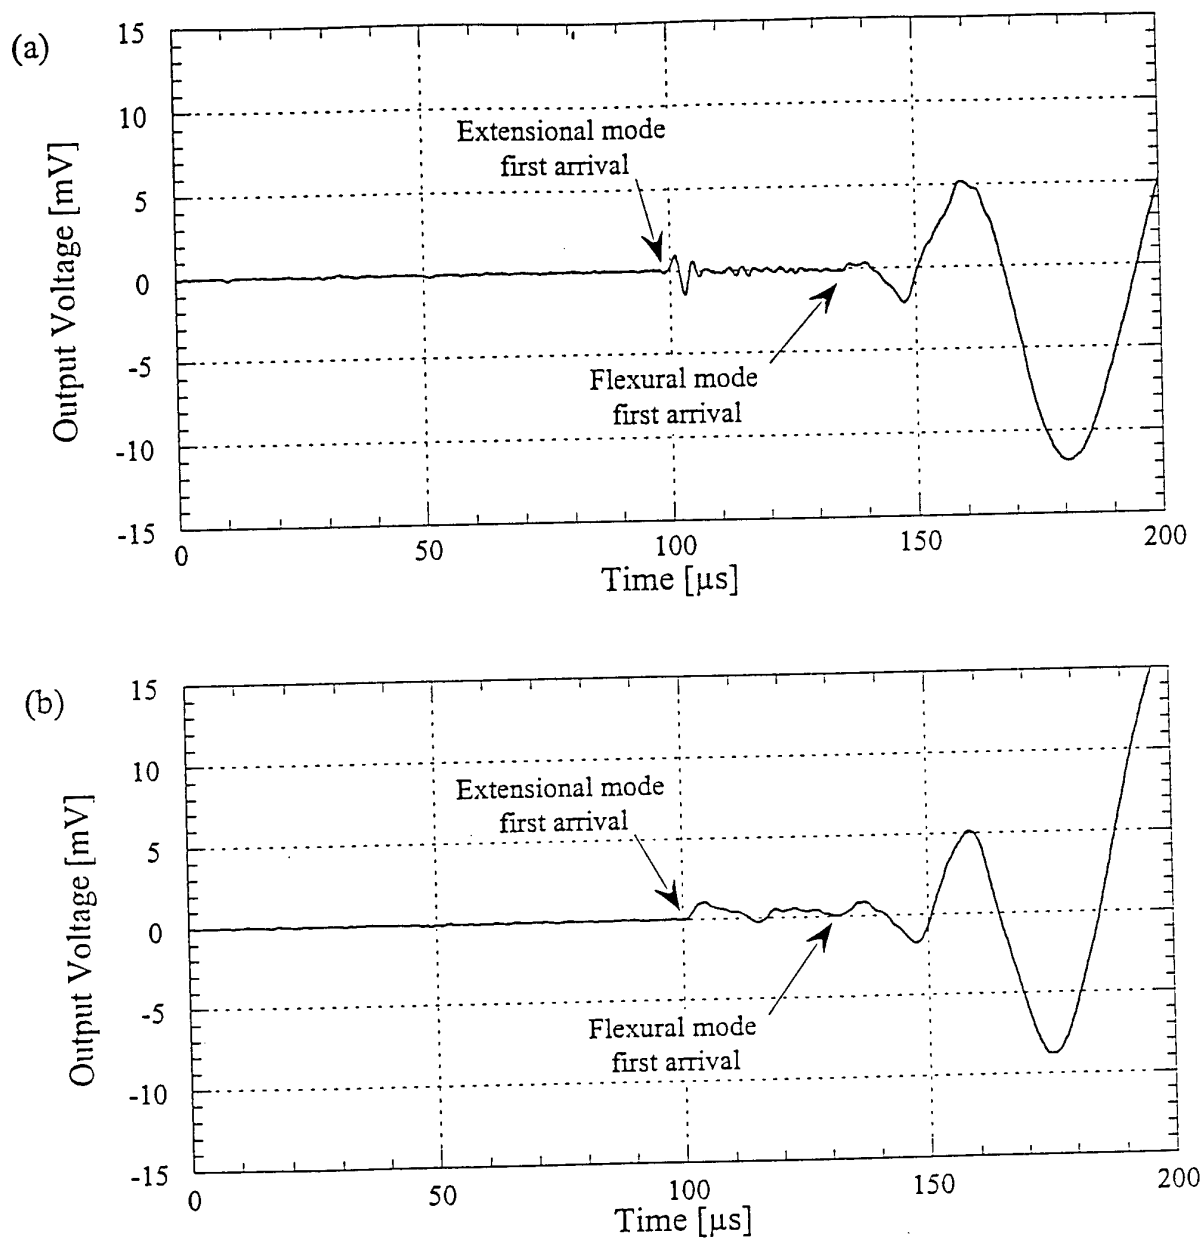 (a)
15
10
5
0
-5
-10
-15
Output Voltage [mV]
Extensional mode
first arrival
Flexural mode
first arrival
0
50
100
150
200
Time [μs]
(b)
15
10
5
0
-5
-10
-15
Output Voltage [mV]
Extensional mode
first arrival
Flexural mode
first arrival
0
50
100
150
200
Time [μs]